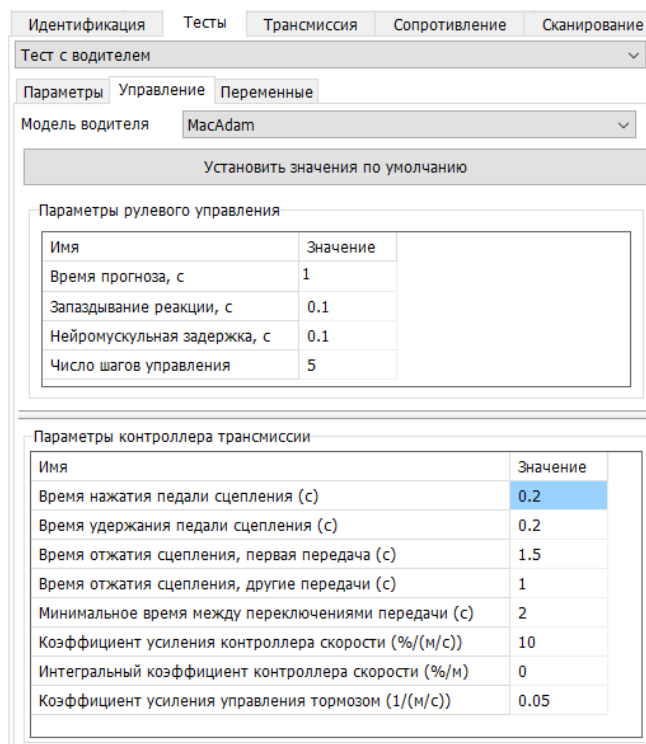 Идентификация Тесты Трансмиссия Сопротивление Сканирование
Тест с водителем
Параметры Управление Переменные
Модель водителя MacAdam
Установить значения по умолчанию
Параметры рулевого управления
Имя Значение
Время прогноза, с 1
Запаздывание реакции, с 0.1
Нейромускульная задержка, с 0.1
Число шагов управления 5
Параметры контроллера трансмиссии
Имя Значение
Время нажатия педали сцепления (с) 0.2
Время удержания педали сцепления (с) 0.2
Время отжатия сцепления, первая передача (с) 1.5
Время отжатия сцепления, другие передачи (с) 1
Минимальное время между переключениями передачи (с) 2
Коэффициент усиления контроллера скорости (%/(м/с)) 10
Интегральный коэффициент контроллера скорости (%/м) 0
Коэффициент усиления управления тормозом (1/(м/с)) 0.05